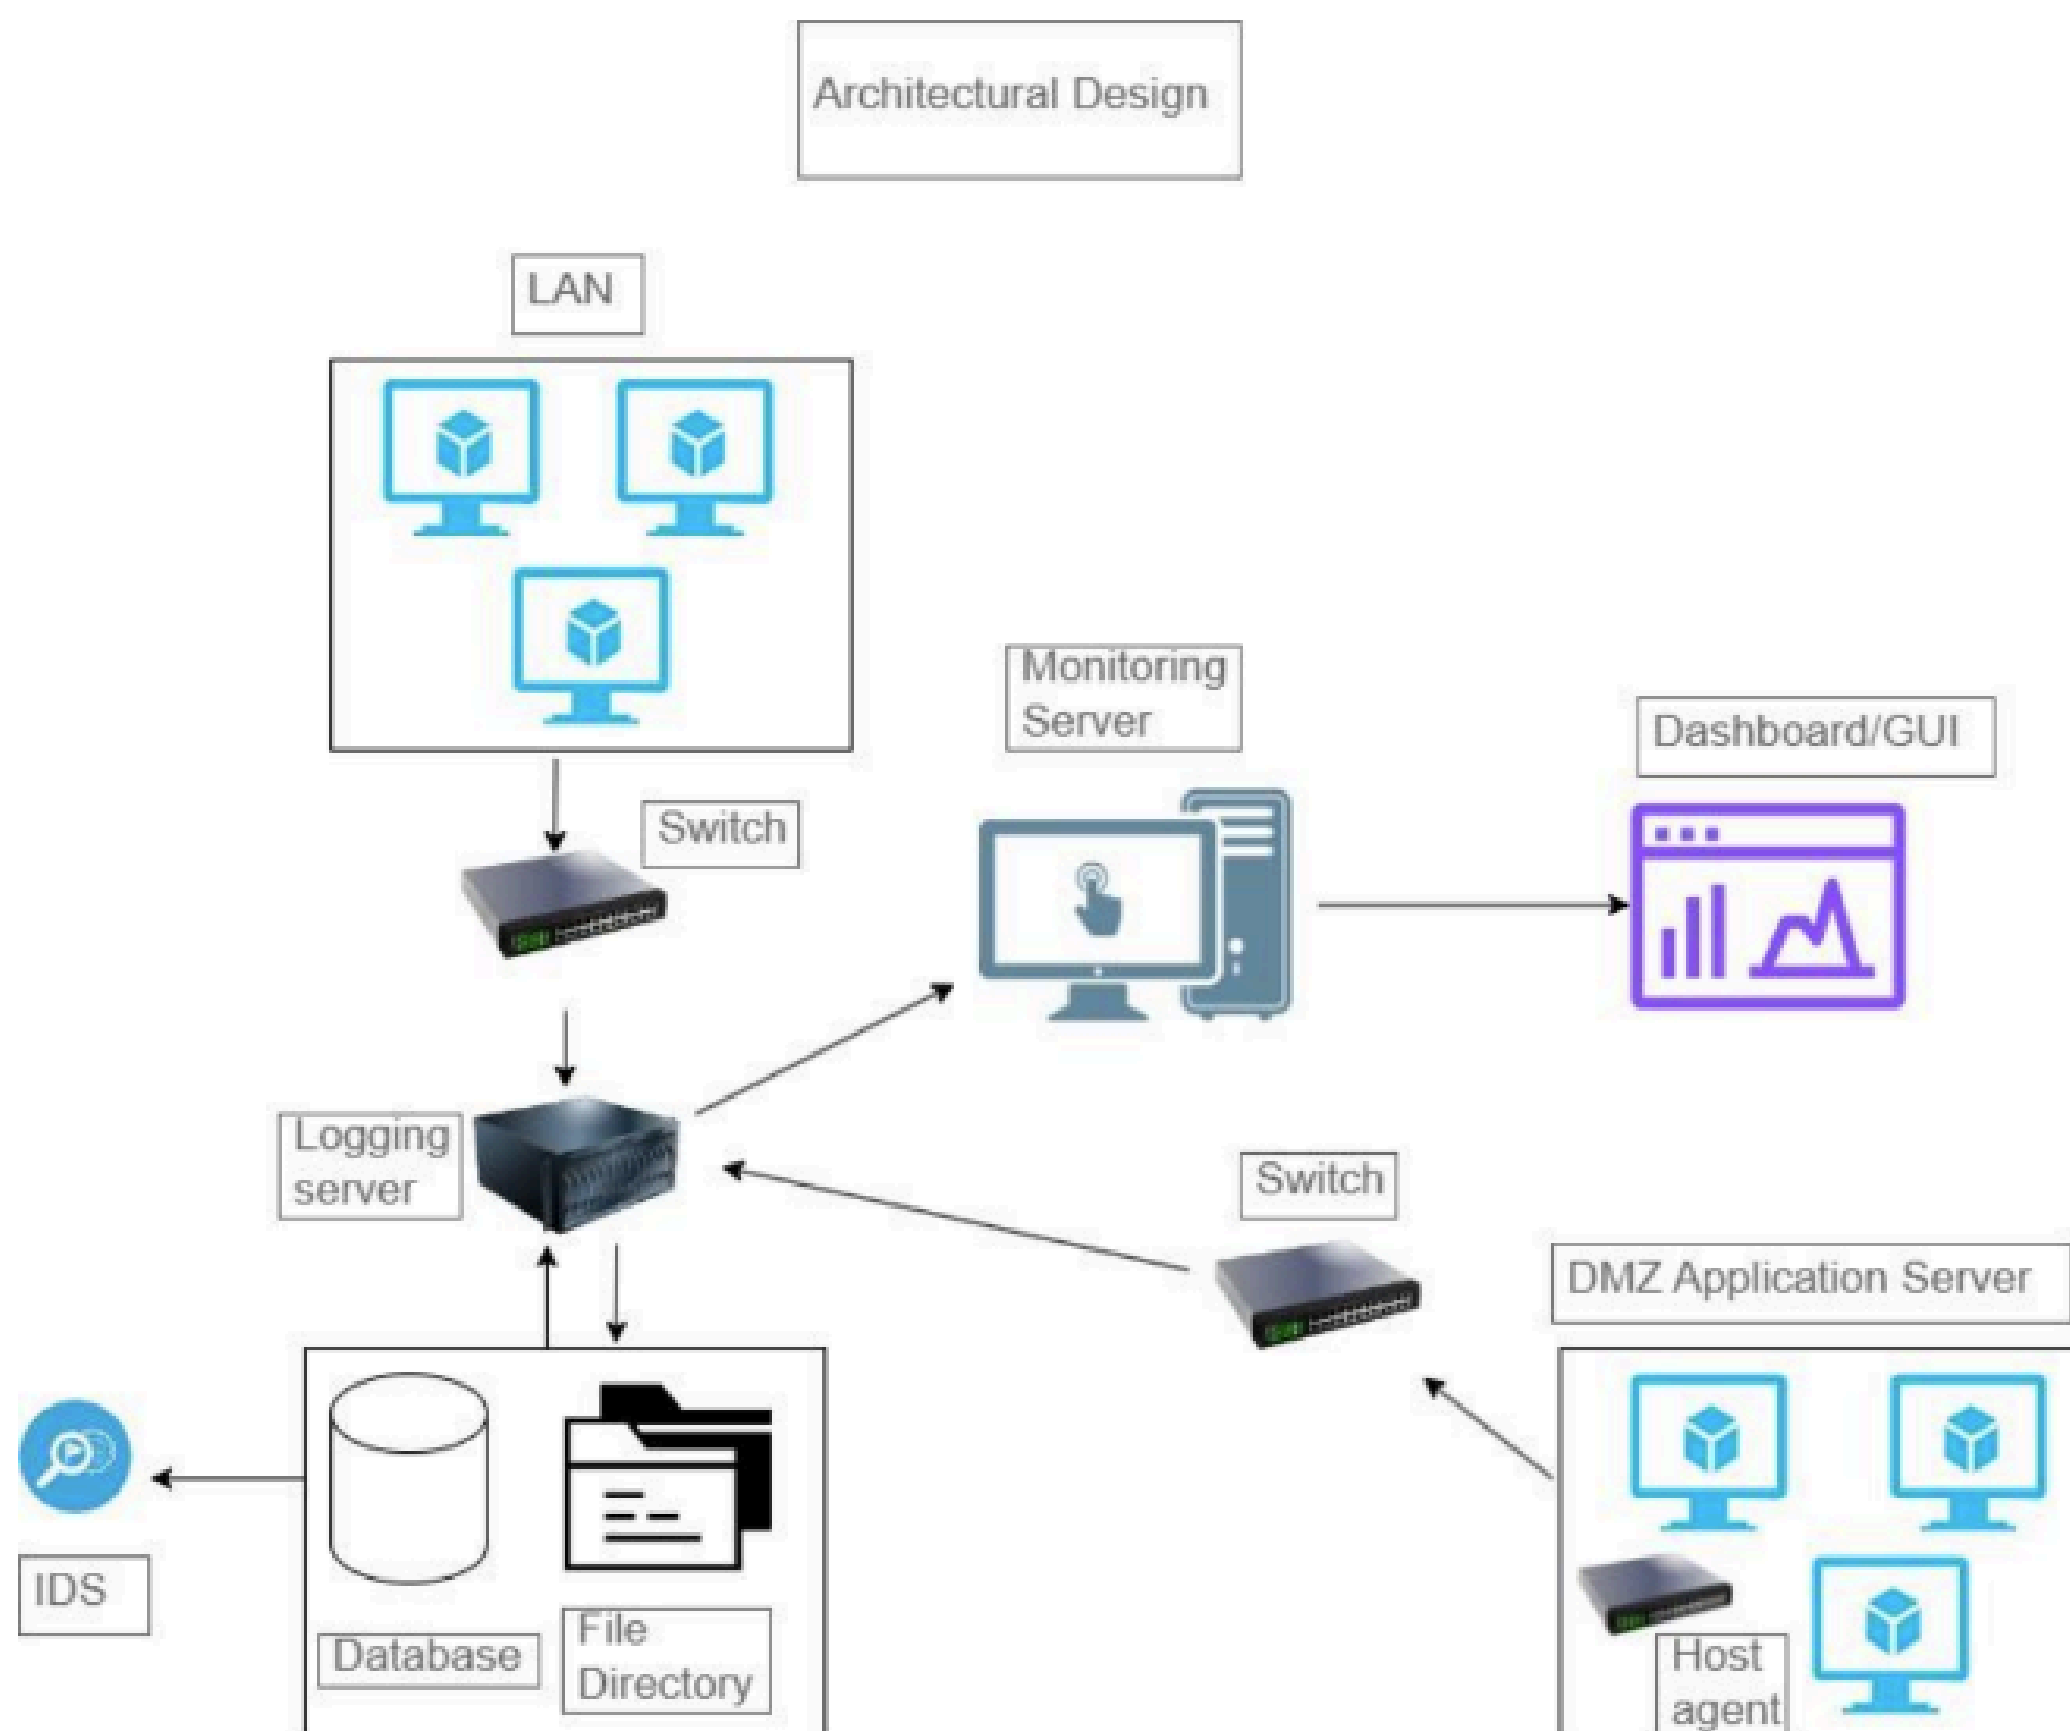 Architectural Design
LAN
Monitoring
Server
Dashboard/GUI
Switch
Logging
server
Switch
DMZ Application Server
IDS
Database
File
Directory
Host
agent